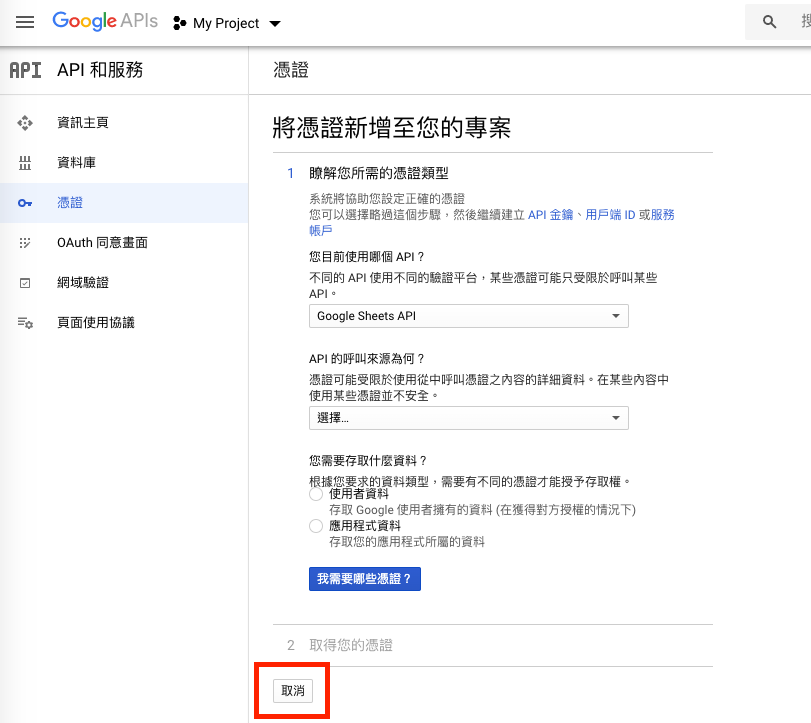 Google APIs My Project 搜
API API 和服務 憑證
資訊主頁
資料庫
憑證
OAuth 同意畫面
網域驗證
頁面使用協議
將憑證新增至您的專案
1 瞭解您所需的憑證類型
系統將協助您設定正確的憑證
您可以選擇略過這個步驟，然後繼續建立 API 金鑰、用戶端 ID 或服務
帳戶
您目前使用哪個 API？
不同的 API 使用不同的驗證平台，某些憑證可能只受限於呼叫某些
API。
Google Sheets API
API 的呼叫來源為何？
憑證可能受限於使用從中呼叫憑證之內容的詳細資料。在某些內容中
使用某些憑證並不安全。
選擇...
您需要存取什麼資料？
根據您要求的資料類型，需要有不同的憑證才能授予存取權。
使用者資料
存取 Google 使用者擁有的資料 (在獲得對方授權的情況下)
應用程式資料
存取您的應用程式所屬的資料
我需要哪些憑證？
2 取得您的憑證
取消